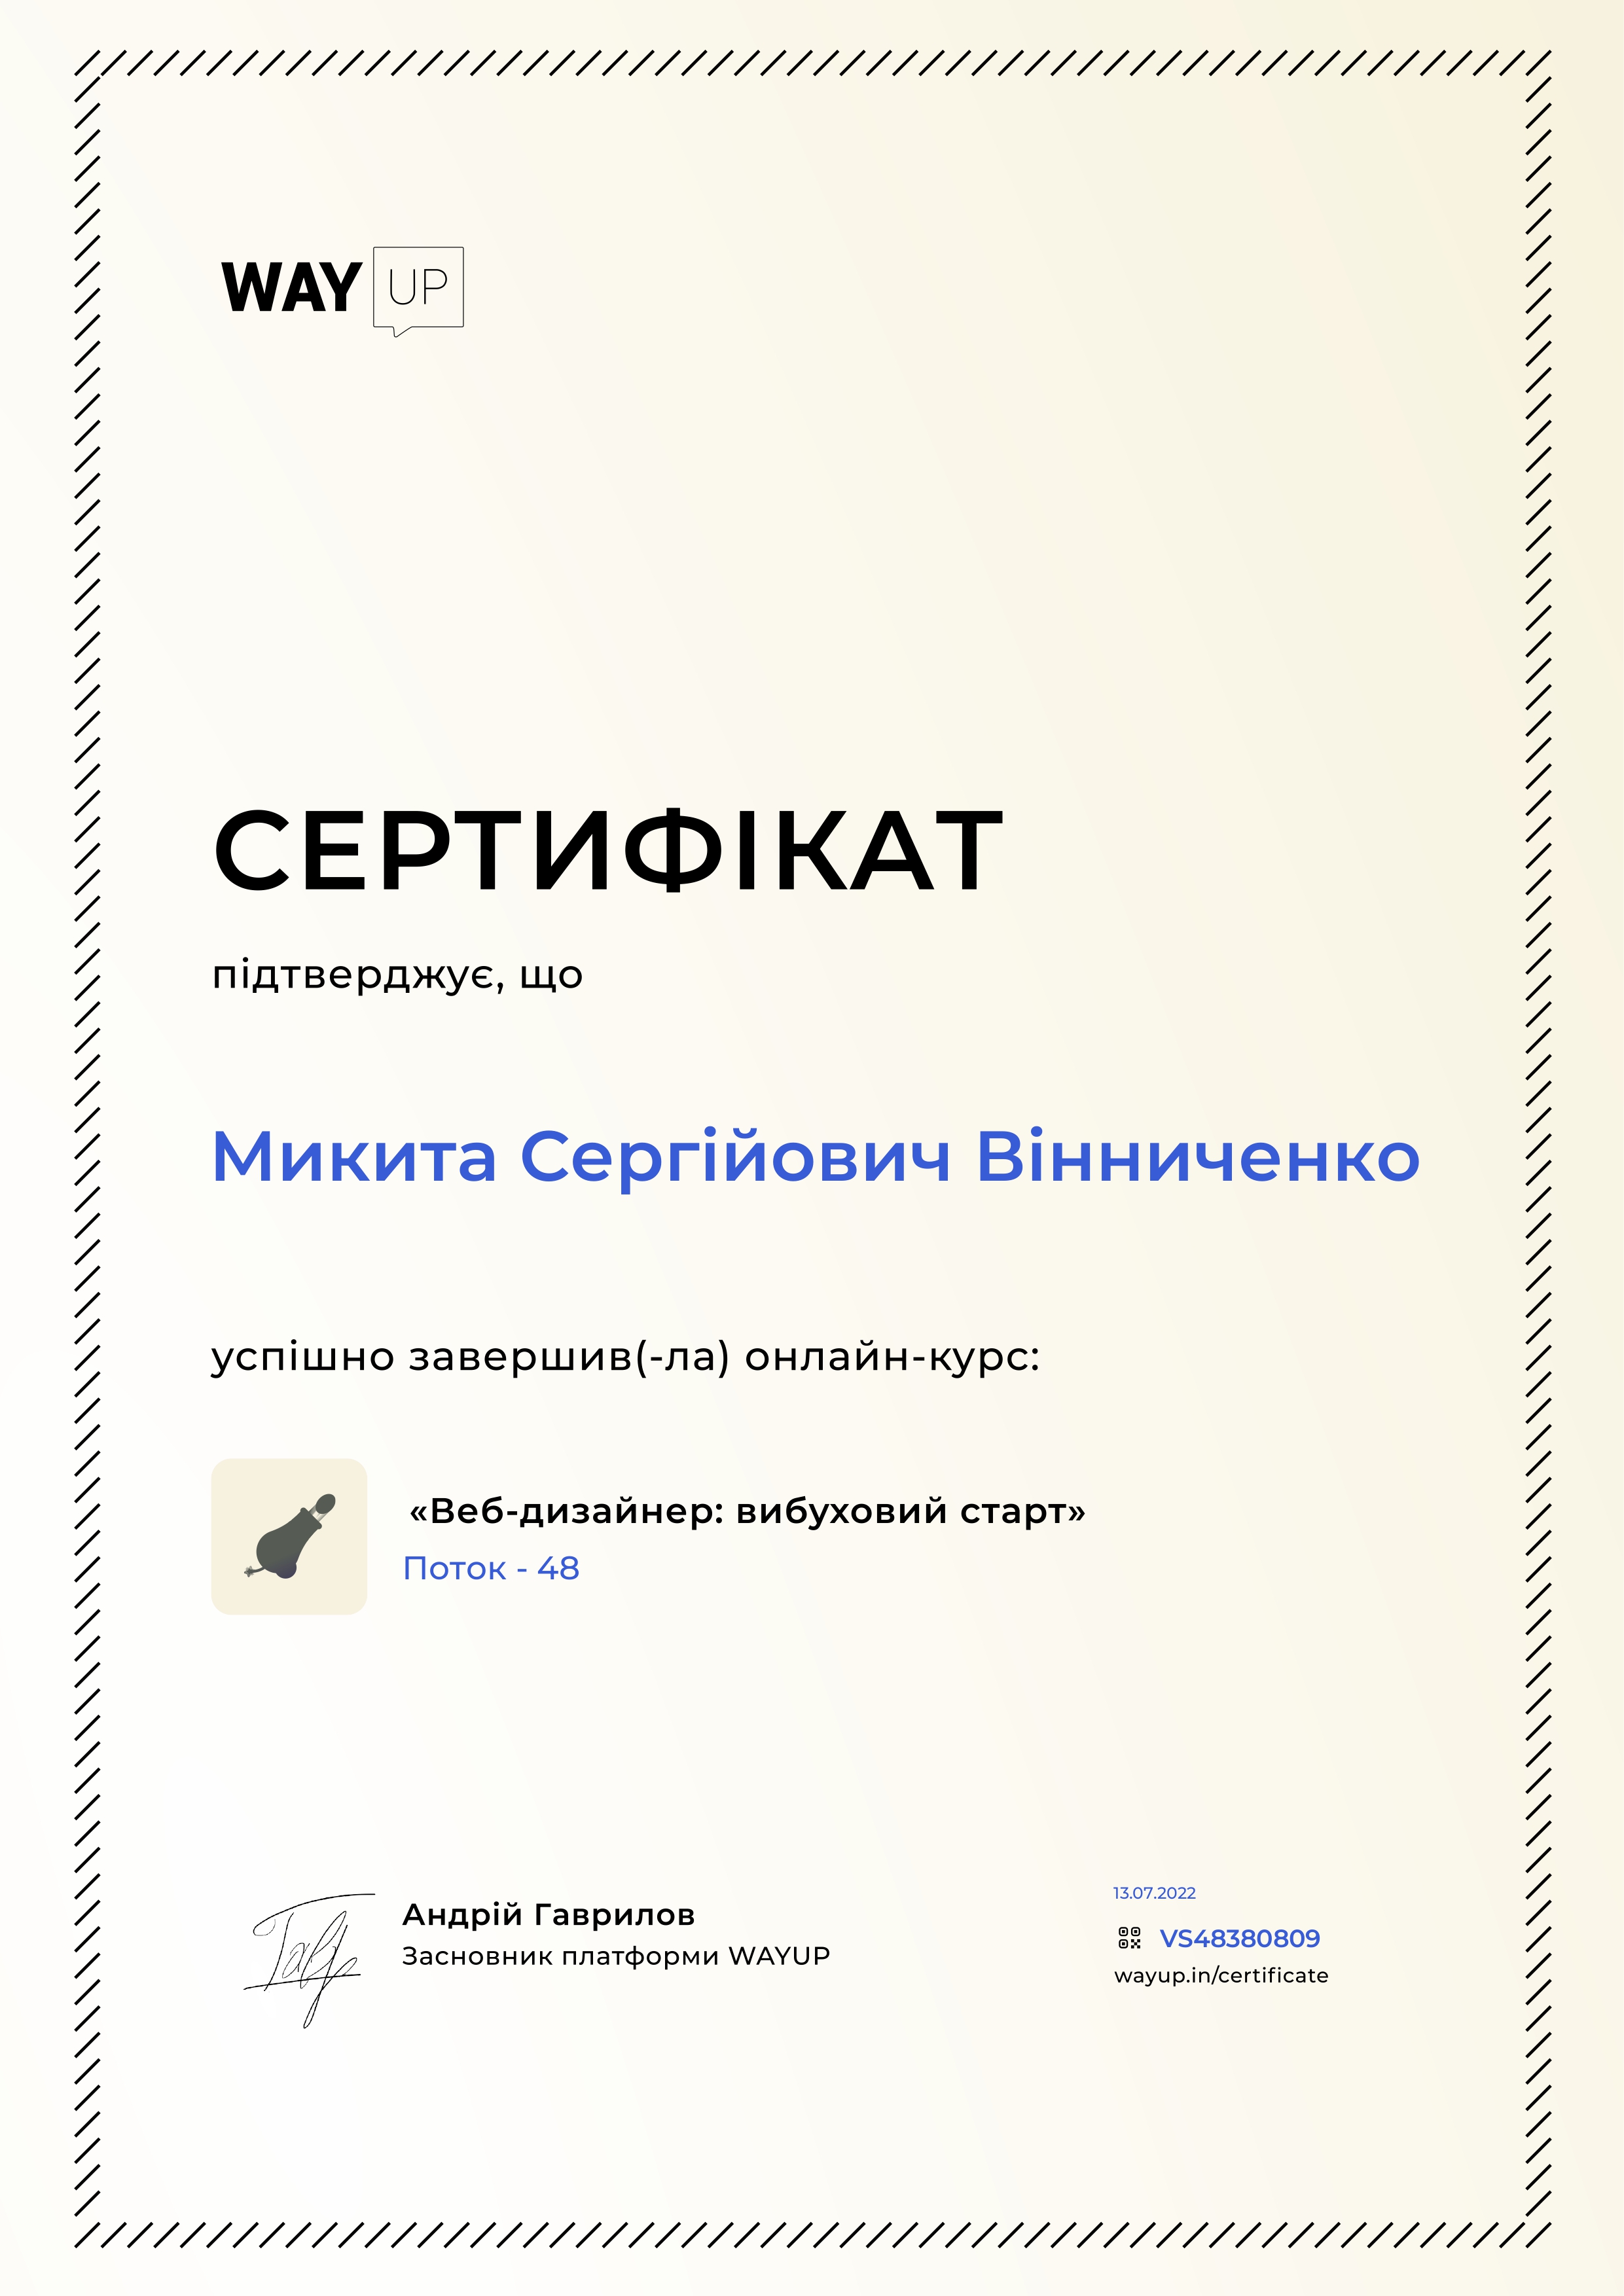 WAY UP
СЕРТИФІКАТ
підтверджує, що
Микита Сергійович Вінниченко
успішно завершив(-ла) онлайн-курс:
«Веб-дизайнер: вибуховий старт»
Поток - 48
Андрій Гаврилов
Засновник платформи WAYUP
13.07.2022
VS48380809
wayup.in/certificate